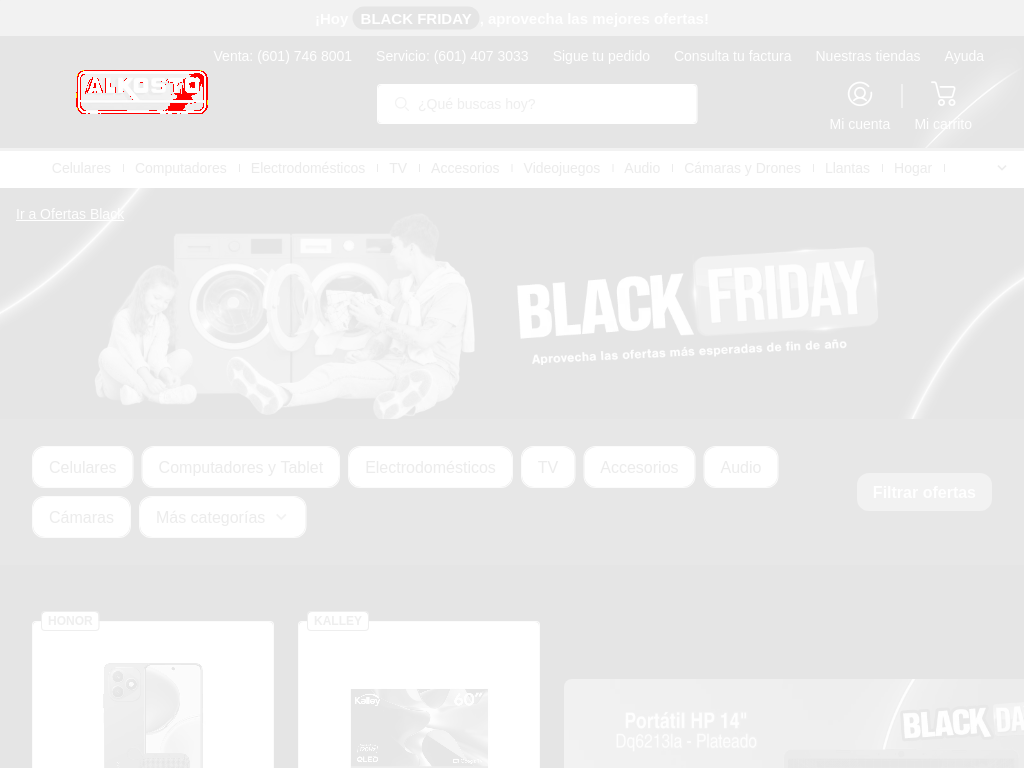 ¡Hoy BLACK FRIDAY, aprovecha las mejores ofertas!
Venta: (601) 746 8001 Servicio: (601) 407 3033 Sigue tu pedido Consulta tu factura Nuestras tiendas Ayuda
ALKOSTO
¿Qué buscas hoy?
Mi cuenta Mi carrito
Celulares Computadores Electrodomésticos TV Accesorios Videojuegos Audio Cámaras y Drones Llantas Hogar
Ir a Ofertas Black
BLACK FRIDAY
Aprovecha las ofertas más esperadas de fin de año
Celulares Computadores y Tablet Electrodomésticos TV Accesorios Audio
Cámaras Más categorías
Filtrar ofertas
HONOR KALLEY
Kalley 60"
QLED
Portátil HP 14"
Dq6213la - Plateado
BLACK DA